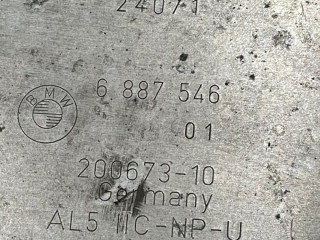 24071
BMW
6 887 546
01
200673-10
Germany
AL5 IIC-NP-U